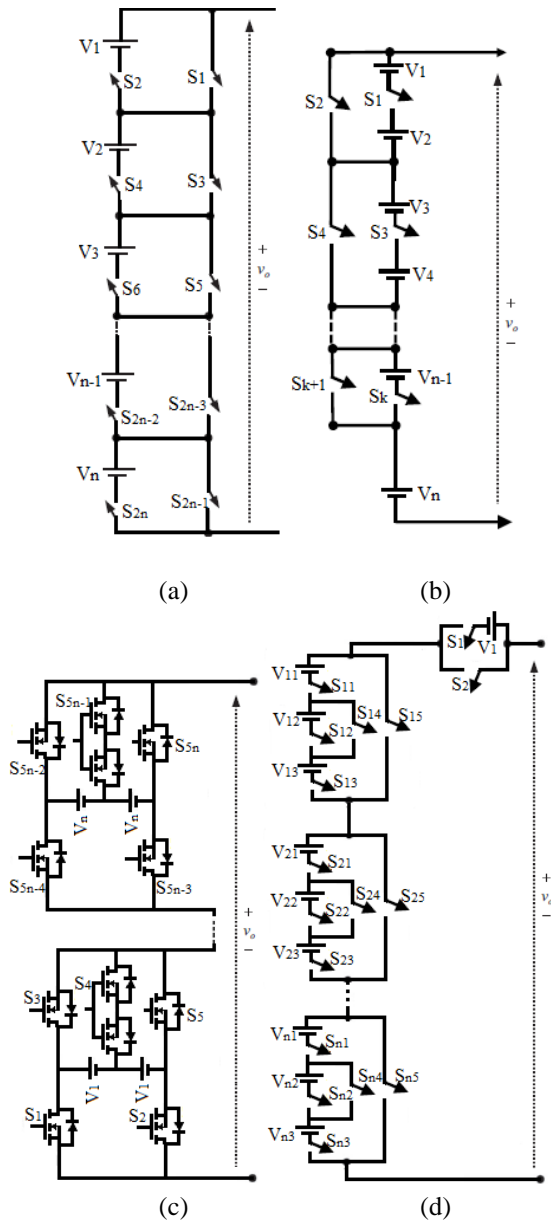 V1
S2
S1
V2
S4
S3
V3
S6
S5
Vn-1
S2n-2
S2n-3
Vn
S2n
S2n-1
+
vo
−
(a)
V1
S2
S1
V2
V3
S4
S3
V4
Sk+1
Vn-1
Sk
Vn
+
vo
−
(b)
S5n-1
S5n
S5n-2
Vn
Vn
S5n-4
S5n-3
S3
S4
S5
V1
V1
S1
S2
+
vo
−
(c)
S1
V1
S2
V11
S11
V12
S12
S14
S15
V13
S13
V21
S21
V22
S22
S24
S25
V23
S23
Vn1
Sn1
Vn2
Sn2
Sn4
Sn5
Vn3
Sn3
+
vo
−
(d)